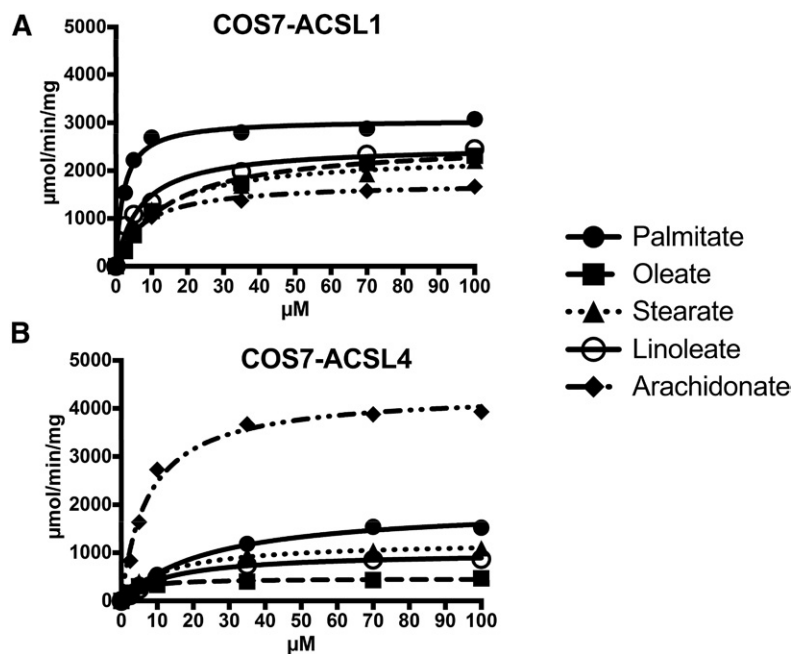 A
COS7-ACSL1
5000
4000
3000
2000
1000
0
µmol/min/mg
0 10 20 30 40 50 60 70 80 90 100
µM
B
COS7-ACSL4
5000
4000
3000
2000
1000
0
µmol/min/mg
0 10 20 30 40 50 60 70 80 90 100
µM
Palmitate
Oleate
Stearate
Linoleate
Arachidonate